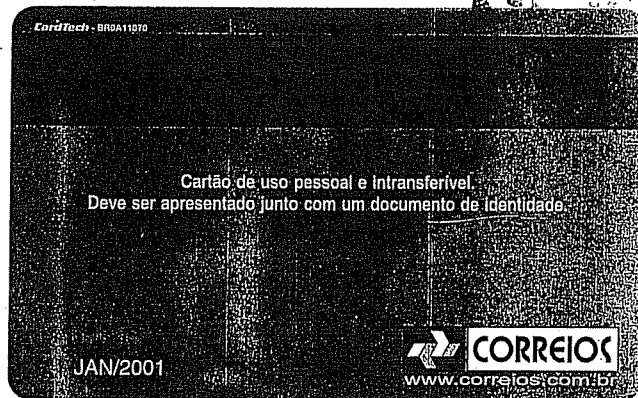 CardTech - BR0A11070
Cartão de uso pessoal e intransferível.
Deve ser apresentado junto com um documento de identidade.
JAN/2001
CORREIOS
www.correios.com.br